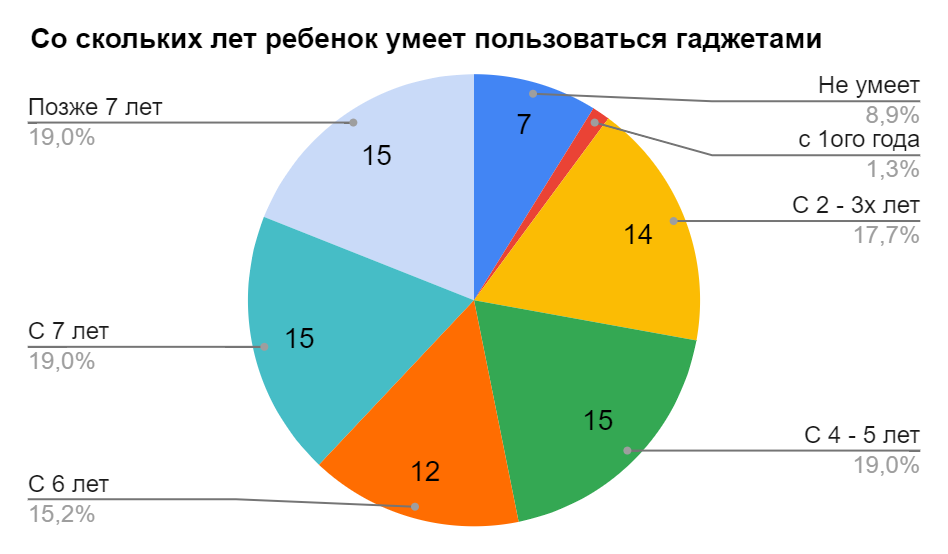 Со скольких лет ребенок умеет пользоваться гаджетами
Не умеет
8,9%
с 1ого года
1,3%
С 2 - 3х лет
17,7%
С 4 - 5 лет
19,0%
С 6 лет
15,2%
С 7 лет
19,0%
Позже 7 лет
19,0%
7
14
15
12
15
15